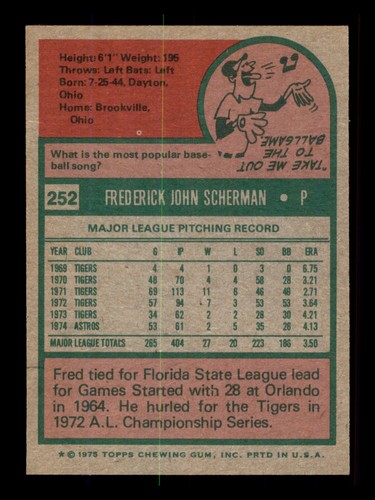 Height: 6'1" Weight: 195
Throws: Left Bats: Left
Born: 7-25-44, Dayton,
Ohio
Home: Brookville,
Ohio
What is the most popular base-
ball song?
"TAKE ME OUT
TO THE
BALLGAME
252 FREDERICK JOHN SCHERMAN • P
MAJOR LEAGUE PITCHING RECORD
YEAR CLUB G IP W L SO BB ERA
1969 TIGERS 4 4 0 0 3 0 6.75
1970 TIGERS 48 70 4 4 58 28 3.21
1971 TIGERS 69 113 11 6 46 49 2.71
1972 TIGERS 57 94 7 3 53 53 3.64
1973 TIGERS 34 62 2 2 28 30 4.21
1974 ASTROS 53 61 2 5 35 26 4.13
MAJOR LEAGUE TOTALS 265 404 27 20 223 186 3.50
Fred tied for Florida State League lead
for Games Started with 28 at Orlando
in 1964. He hurled for the Tigers in
1972 A.L. Championship Series.
★ © 1975 TOPPS CHEWING GUM, INC. PRTD IN U.S.A.